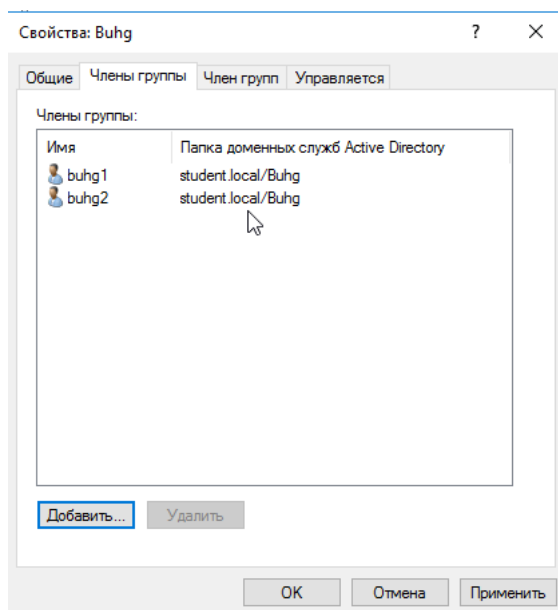 Свойства: Buhg ? ×
Общие Члены группы Член групп Управляется
Члены группы:
Имя Папка доменных служб Active Directory
buhg1 student.local/Buhg
buhg2 student.local/Buhg
Добавить... Удалить
OK Отмена Применить